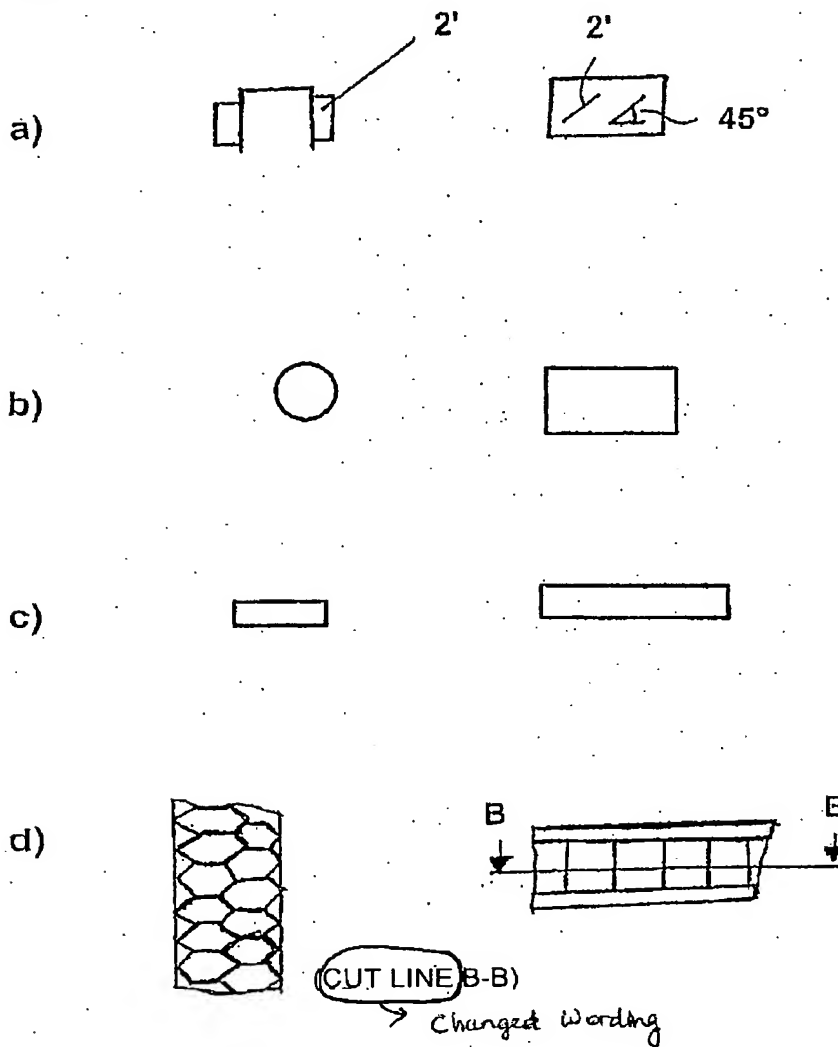 2'
2'
a)
45°
b)
c)
d)
B
B
(CUT LINE B-B)
Changed Wording